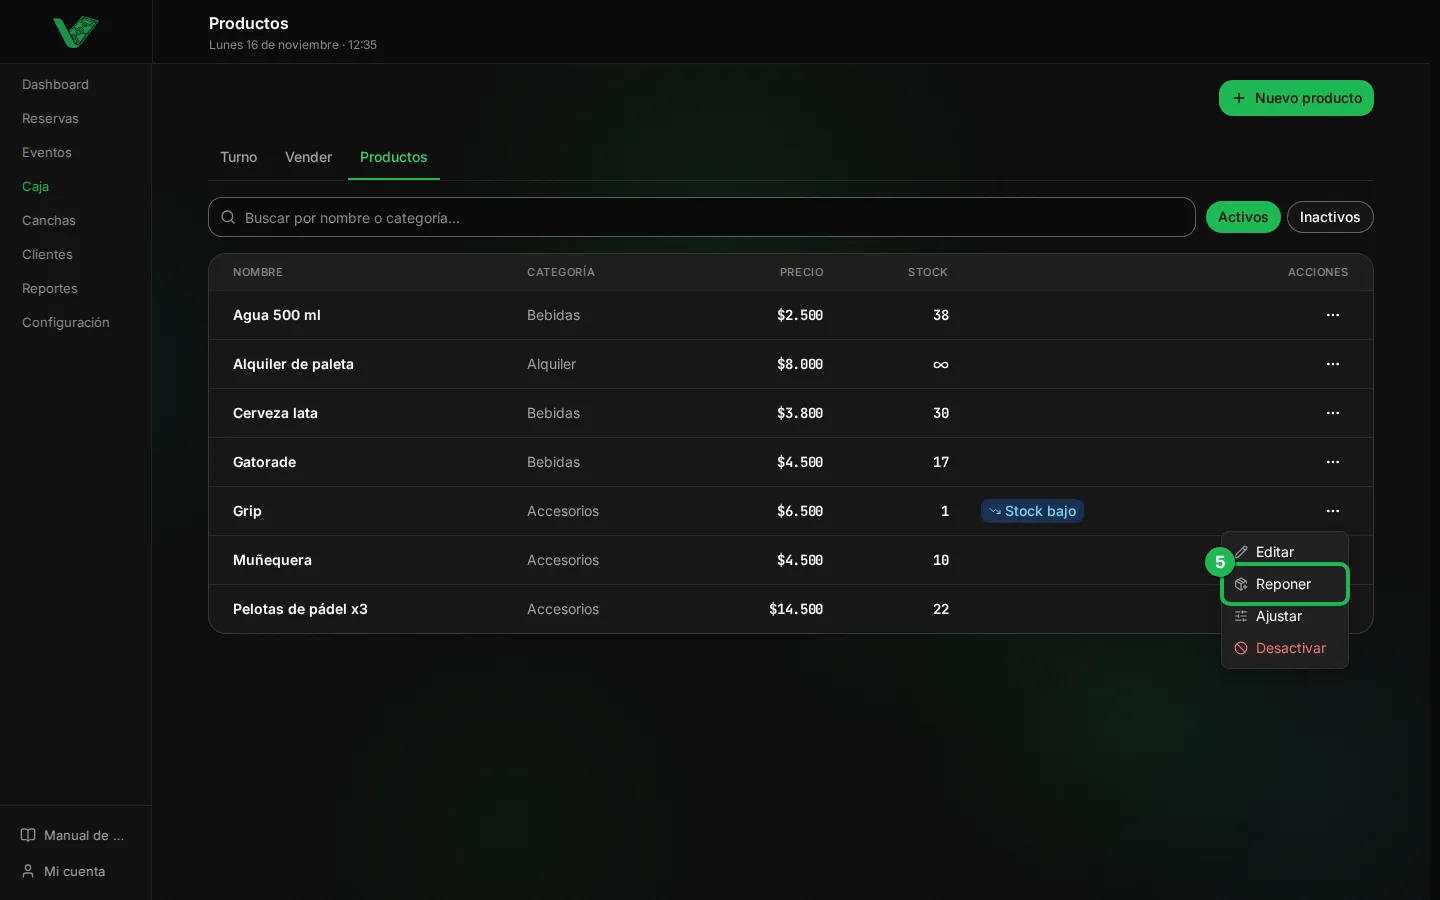 Productos
Lunes 16 de noviembre · 12:35
Dashboard
Reservas
Eventos
Caja
Canchas
Clientes
Reportes
Configuración
Manual de ...
Mi cuenta
+ Nuevo producto
Turno Vender Productos
Buscar por nombre o categoría...
Activos Inactivos
NOMBRE CATEGORÍA PRECIO STOCK ACCIONES
Agua 500 ml Bebidas $2.500 38 ...
Alquiler de paleta Alquiler $8.000 ∞ ...
Cerveza lata Bebidas $3.800 30 ...
Gatorade Bebidas $4.500 17 ...
Grip Accesorios $6.500 1 Stock bajo ...
Muñequera Accesorios $4.500 10
Pelotas de pádel x3 Accesorios $14.500 22
Editar
5 Reponer
Ajustar
Desactivar